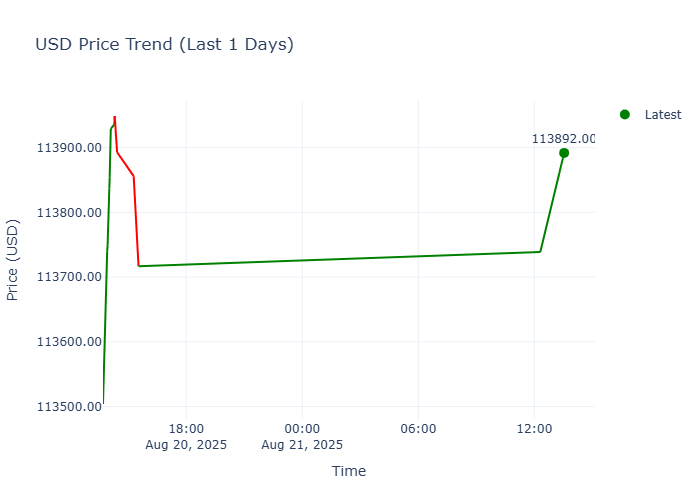 USD Price Trend (Last 1 Days)
Latest
113892.00
113900.00
113800.00
113700.00
113600.00
113500.00
Price (USD)
18:00
Aug 20, 2025
00:00
Aug 21, 2025
06:00
12:00
Time